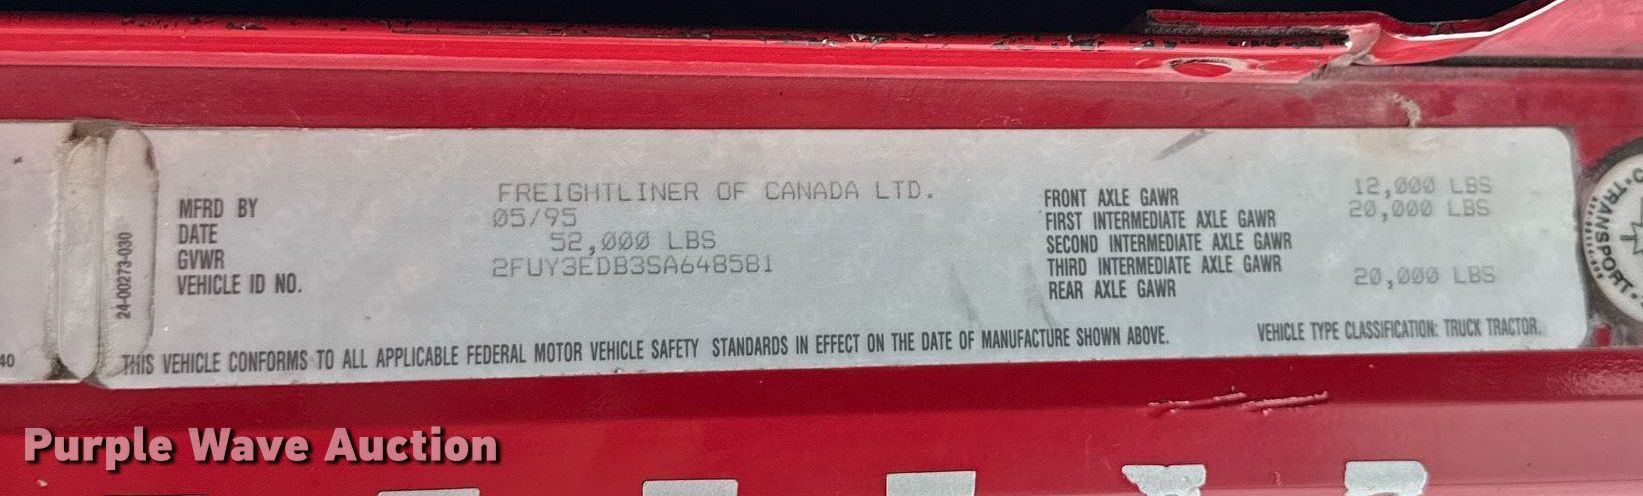 MFRD BY FREIGHTLINER OF CANADA LTD.
DATE 05/95
GVWR 52,000 LBS
VEHICLE ID NO. 2FUY3EDB3SA648581
FRONT AXLE GAWR 12,000 LBS
FIRST INTERMEDIATE AXLE GAWR 20,000 LBS
SECOND INTERMEDIATE AXLE GAWR
THIRD INTERMEDIATE AXLE GAWR
REAR AXLE GAWR 20,000 LBS
THIS VEHICLE CONFORMS TO ALL APPLICABLE FEDERAL MOTOR VEHICLE SAFETY STANDARDS IN EFFECT ON THE DATE OF MANUFACTURE SHOWN ABOVE.
VEHICLE TYPE CLASSIFICATION: TRUCK TRACTOR.
24-00273-030
40
TRANSPORT
Purple Wave Auction